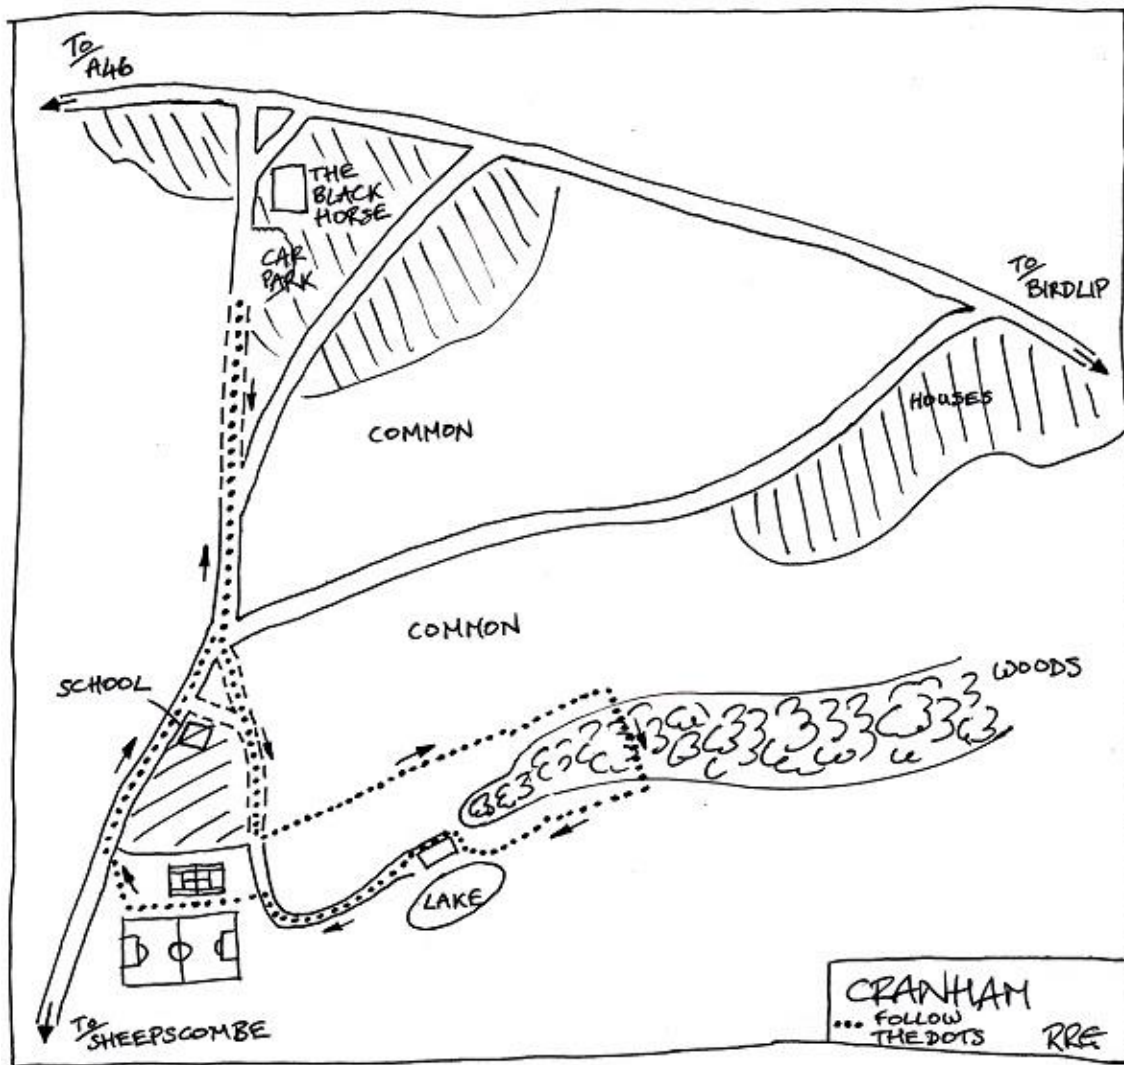 To
A46
THE
BLACK
HORSE
CAR
PARK
To
BIRDLIP
HOUSES
COMMON
COMMON
SCHOOL
WOODS
LAKE
To
SHEEPSCOMBE
CRANHAM
... FOLLOW
THE DOTS
RRE